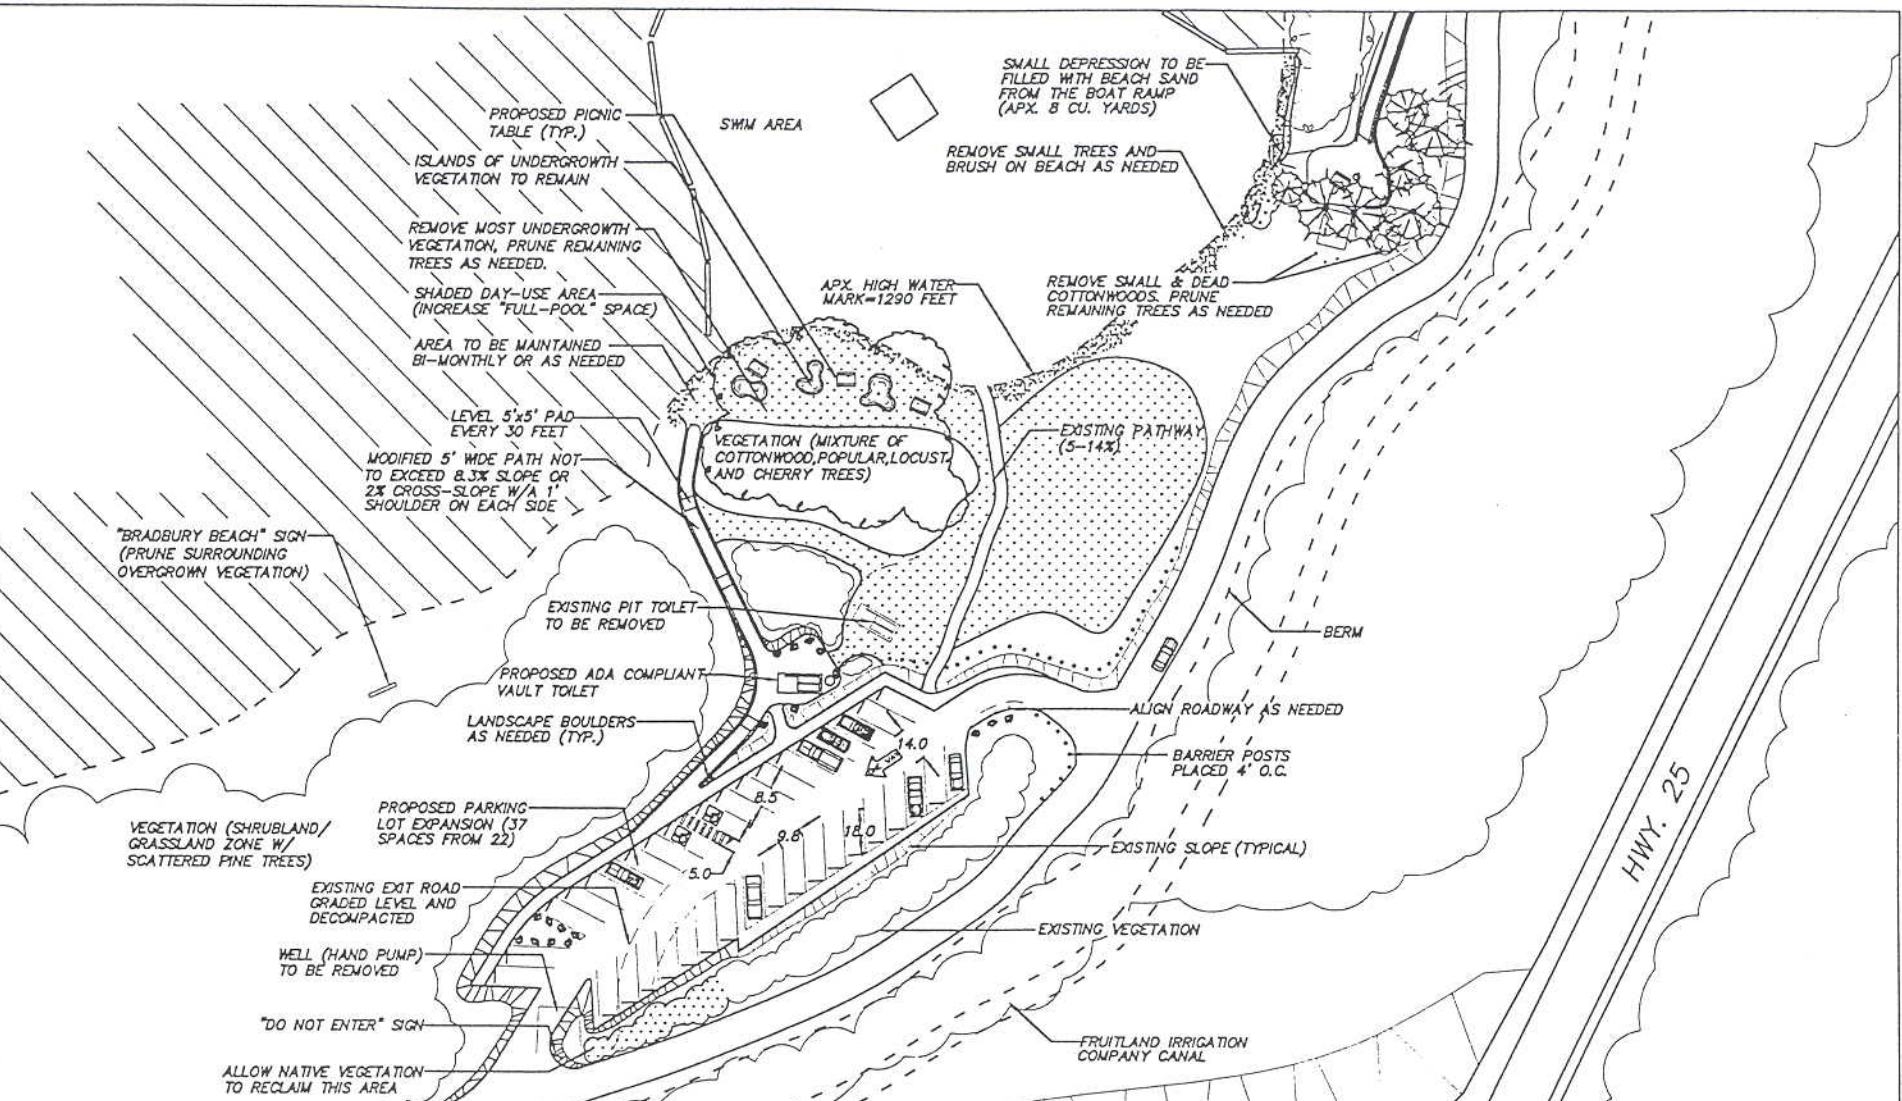 PROPOSED PICNIC
TABLE (TYP.)
ISLANDS OF UNDERGROWTH
VEGETATION TO REMAIN
REMOVE MOST UNDERGROWTH
VEGETATION, PRUNE REMAINING
TREES AS NEEDED.
SHADED DAY-USE AREA
(INCREASE "FULL-POOL" SPACE)
AREA TO BE MAINTAINED
BI-MONTHLY OR AS NEEDED
LEVEL 5'x5' PAD
EVERY 30 FEET
MODIFIED 5' WIDE PATH NOT
TO EXCEED 8.3% SLOPE OR
2% CROSS-SLOPE W/A 1'
SHOULDER ON EACH SIDE
"BRADBURY BEACH" SIGN
(PRUNE SURROUNDING
OVERGROWN VEGETATION)
SWIM AREA
SMALL DEPRESSION TO BE
FILLED WITH BEACH SAND
FROM THE BOAT RAMP
(APX. 8 CU. YARDS)
REMOVE SMALL TREES AND
BRUSH ON BEACH AS NEEDED
APX. HIGH WATER
MARK=1290 FEET
REMOVE SMALL & DEAD
COTTONWOODS. PRUNE
REMAINING TREES AS NEEDED
VEGETATION (MIXTURE OF
COTTONWOOD,POPULAR,LOCUST
AND CHERRY TREES)
EXISTING PATHWAY
(5-14%)
EXISTING PIT TOILET
TO BE REMOVED
BERM
PROPOSED ADA COMPLIANT
VAULT TOILET
LANDSCAPE BOULDERS
AS NEEDED (TYP.)
ALIGN ROADWAY AS NEEDED
BARRIER POSTS
PLACED 4' O.C.
14.0
8.5
9.8
18.0
5.0
HWY. 25
VEGETATION (SHRUBLAND/
GRASSLAND ZONE W/
SCATTERED PINE TREES)
PROPOSED PARKING
LOT EXPANSION (37
SPACES FROM 22)
EXISTING SLOPE (TYPICAL)
EXISTING EXIT ROAD
GRADED LEVEL AND
DECOMPACTED
EXISTING VEGETATION
WELL (HAND PUMP)
TO BE REMOVED
"DO NOT ENTER" SIGN
FRUITLAND IRRIGATION
COMPANY CANAL
ALLOW NATIVE VEGETATION
TO RECLAIM THIS AREA